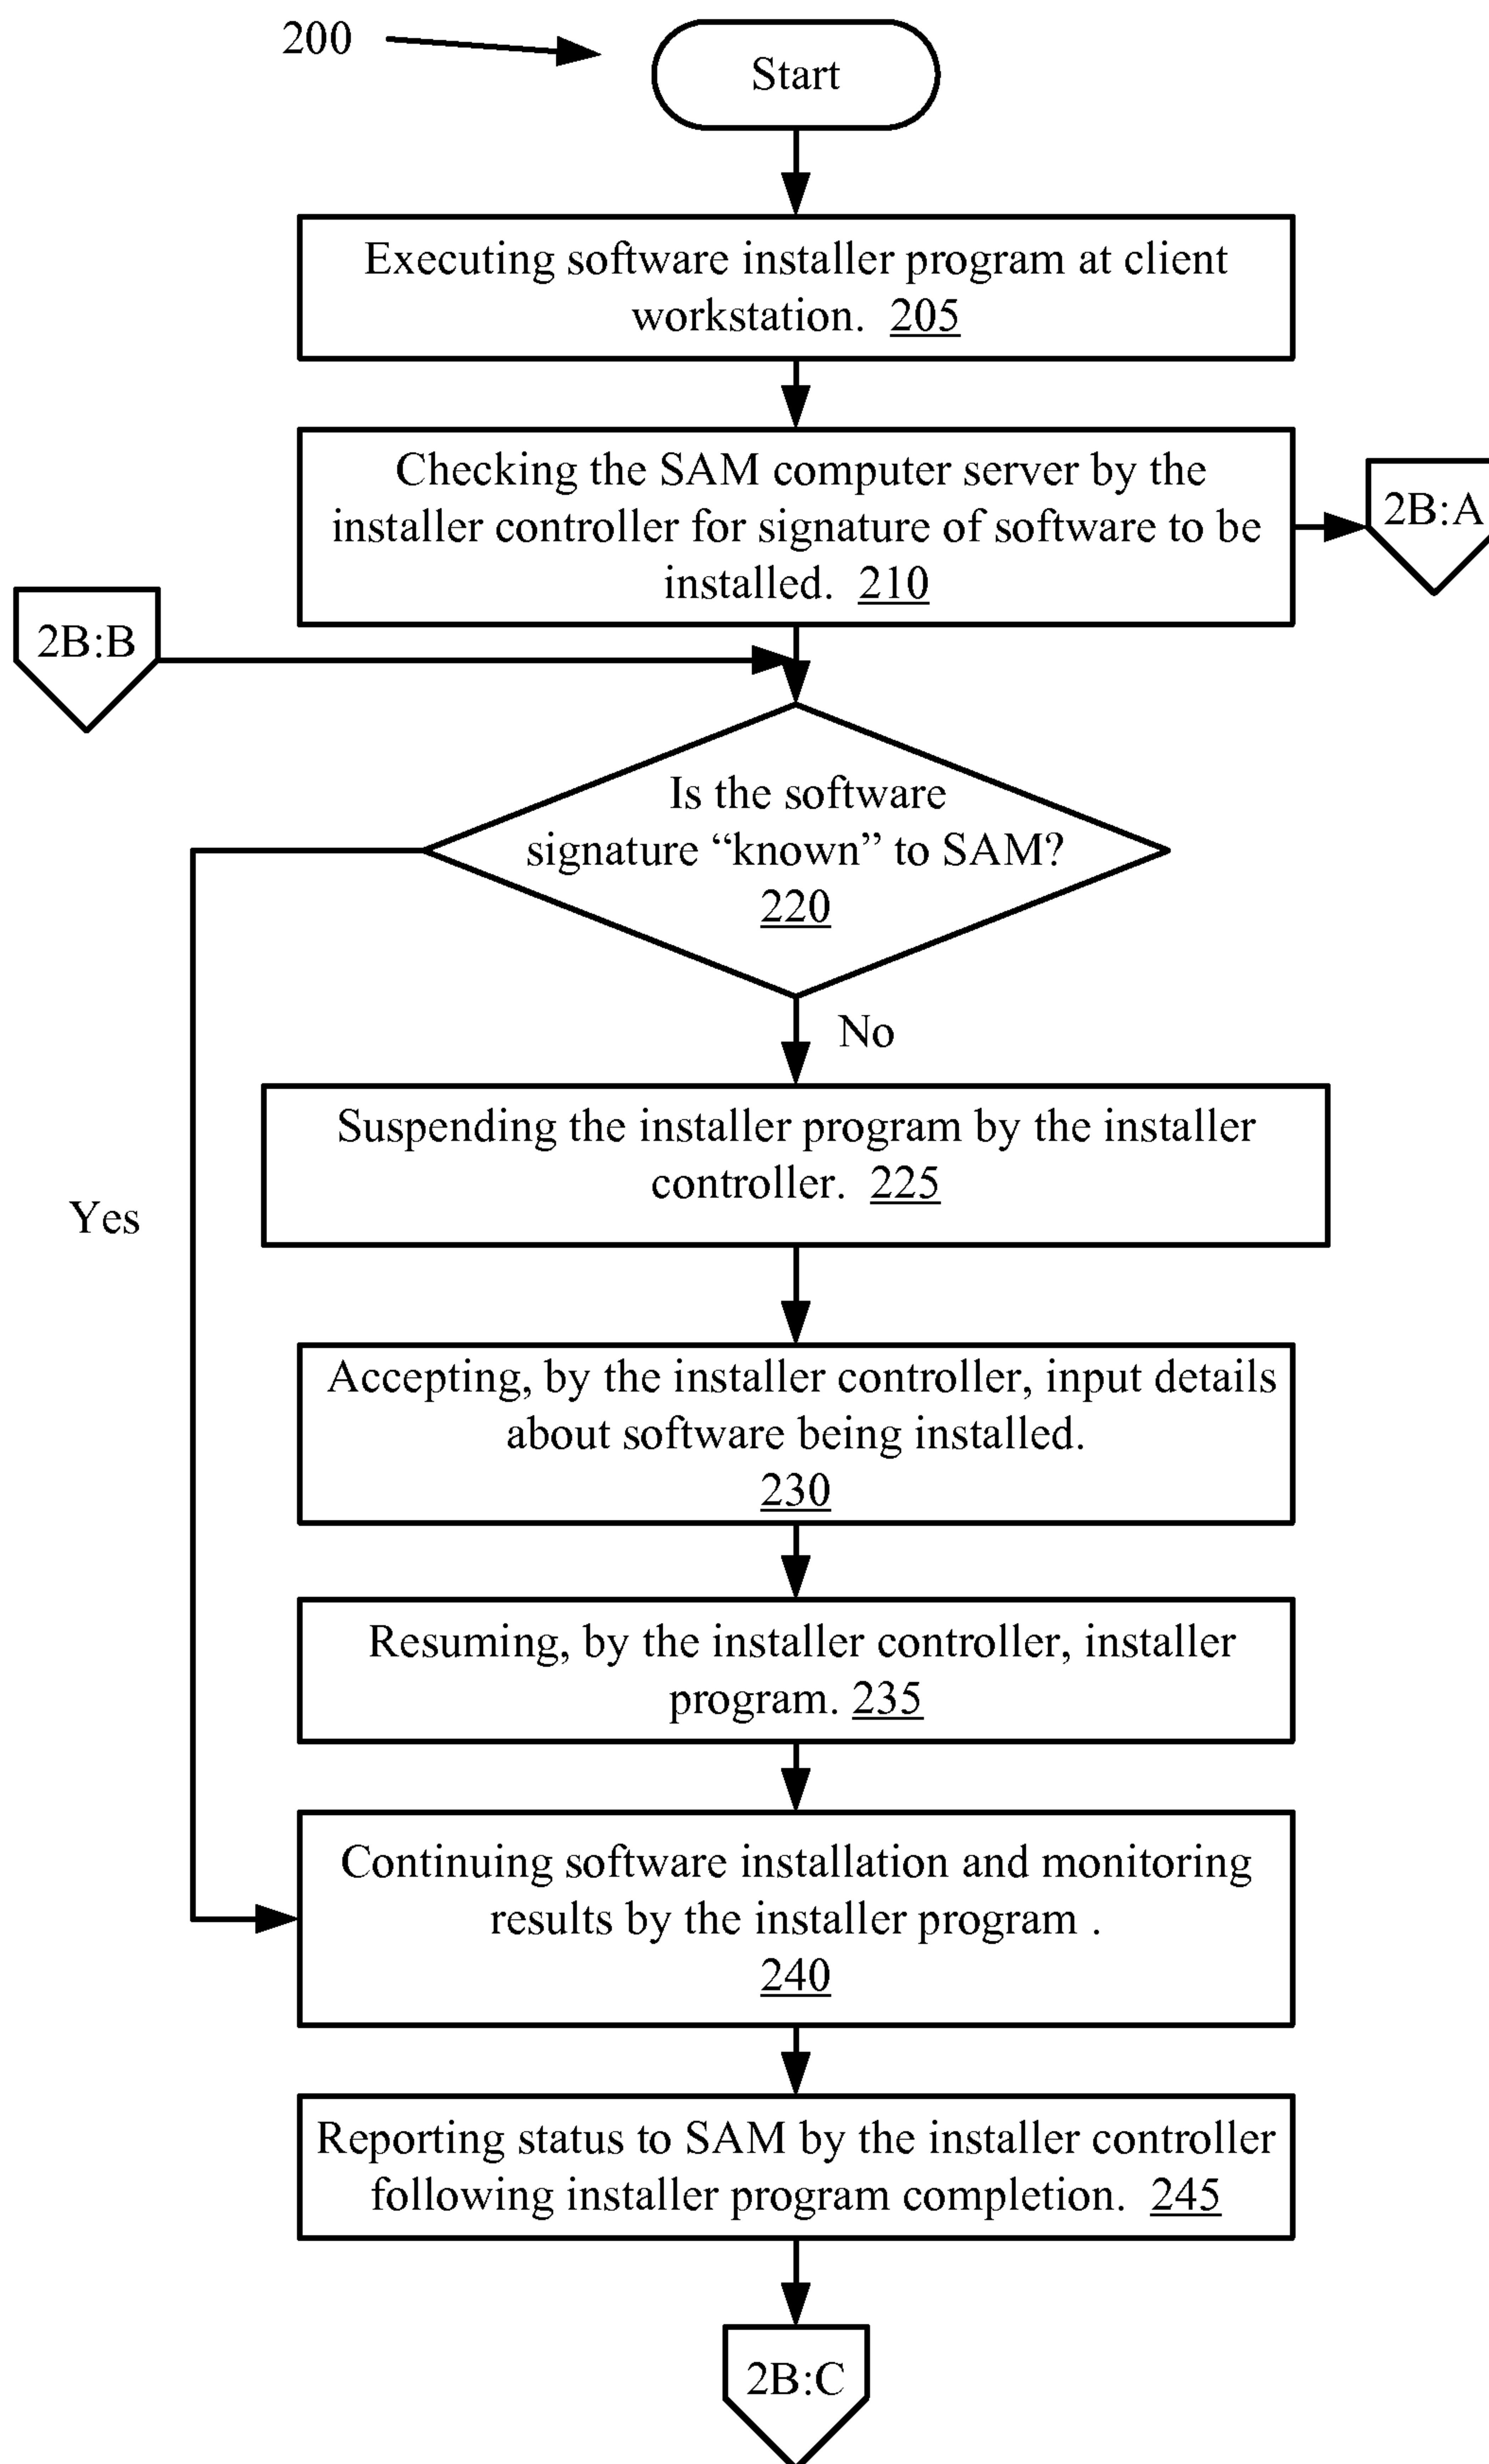 200
Start
Executing software installer program at client
workstation. 205
Checking the SAM computer server by the
installer controller for signature of software to be
installed. 210
2B:A
2B:B
Is the software
signature “known” to SAM?
220
No
Yes
Suspending the installer program by the installer
controller. 225
Accepting, by the installer controller, input details
about software being installed.
230
Resuming, by the installer controller, installer
program. 235
Continuing software installation and monitoring
results by the installer program .
240
Reporting status to SAM by the installer controller
following installer program completion. 245
2B:C